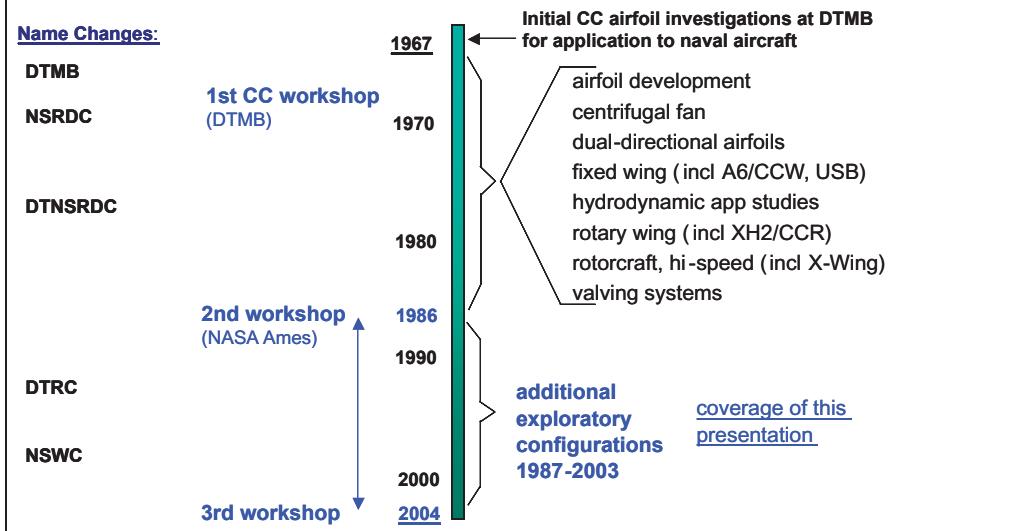 Name Changes:
DTMB
NSRDC
DTNSRDC
DTRC
NSWC
1st CC workshop
(DTMB)
2nd workshop
(NASA Ames)
3rd workshop
1967
1970
1980
1986
1990
2000
2004
Initial CC airfoil investigations at DTMB
for application to naval aircraft
airfoil development
centrifugal fan
dual-directional airfoils
fixed wing (incl A6/CCW, USB)
hydrodynamic app studies
rotary wing (incl XH2/CCR)
rotorcraft, hi-speed (incl X-Wing)
valving systems
additional
exploratory
configurations
1987-2003
coverage of this
presentation